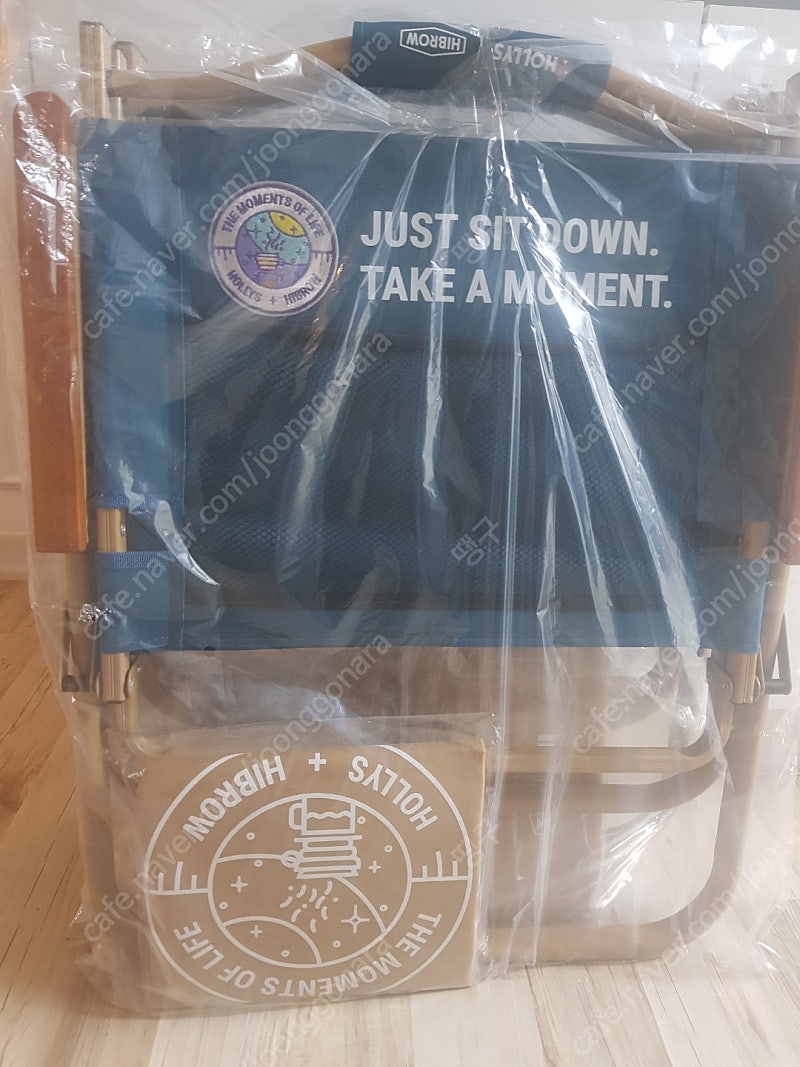 HIBROW
HOLLYS
THE MOMENTS OF LIFE
HOLLYS + HIBROW
JUST SIT DOWN.
TAKE A MOMENT.
HOLLYS + HIBROW
THE MOMENTS OF LIFE
cafe.naver.com/joonggonara